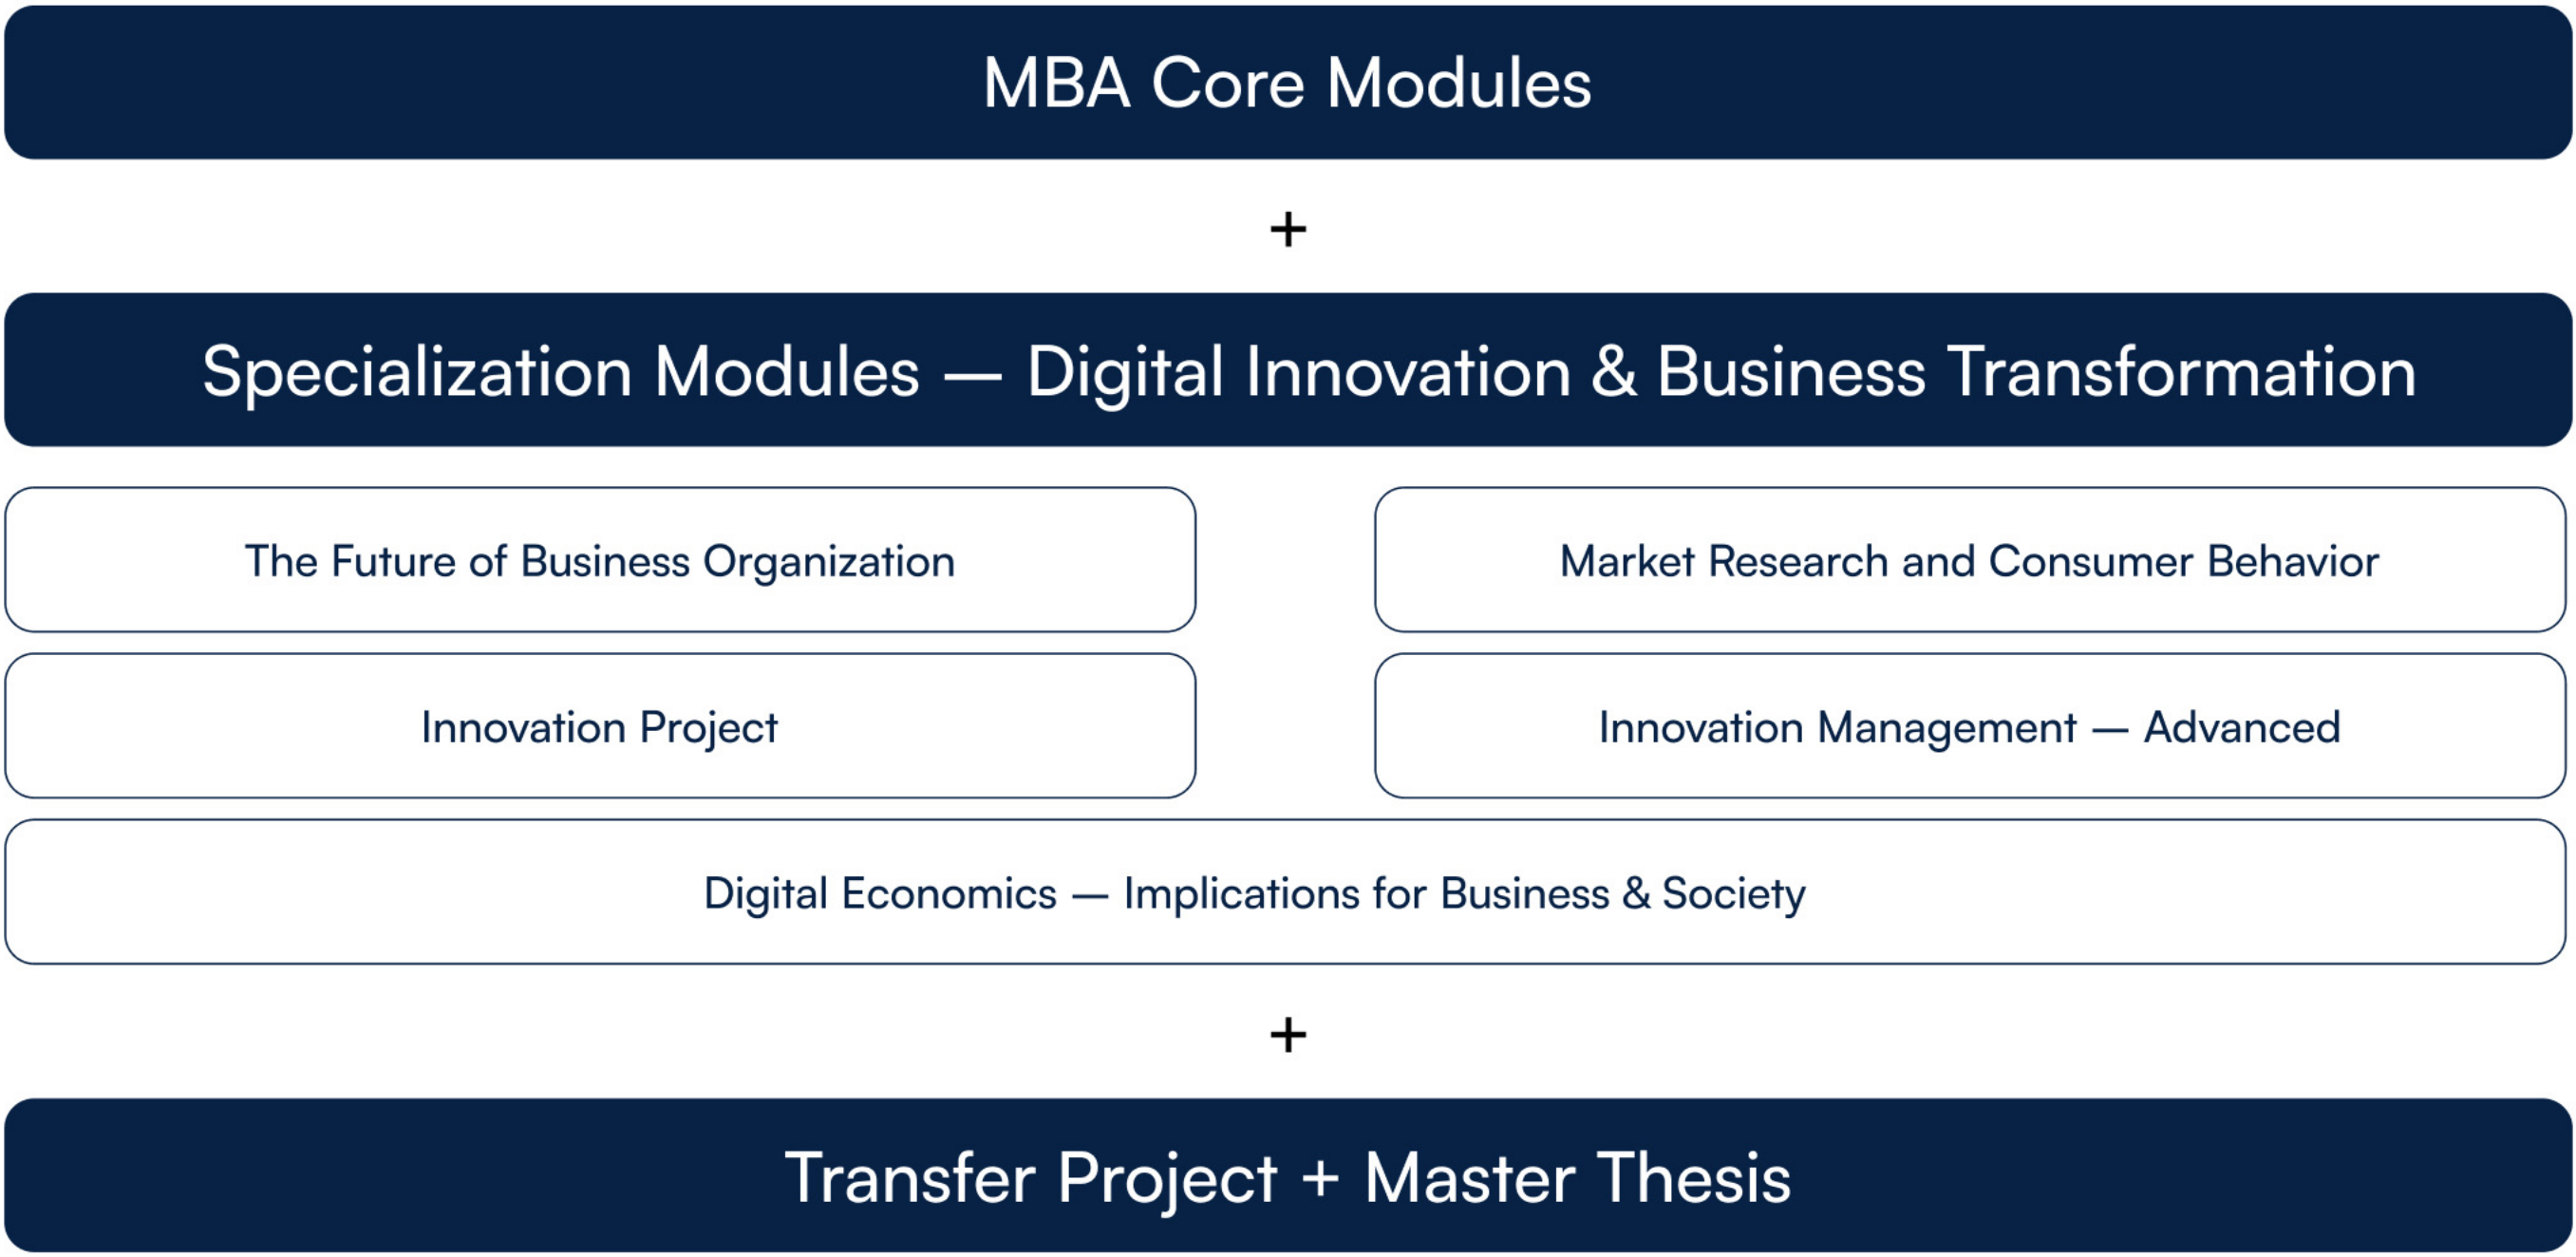 MBA Core Modules
+
Specialization Modules — Digital Innovation & Business Transformation
The Future of Business Organization
Market Research and Consumer Behavior
Innovation Project
Innovation Management — Advanced
Digital Economics — Implications for Business & Society
+
Transfer Project + Master Thesis